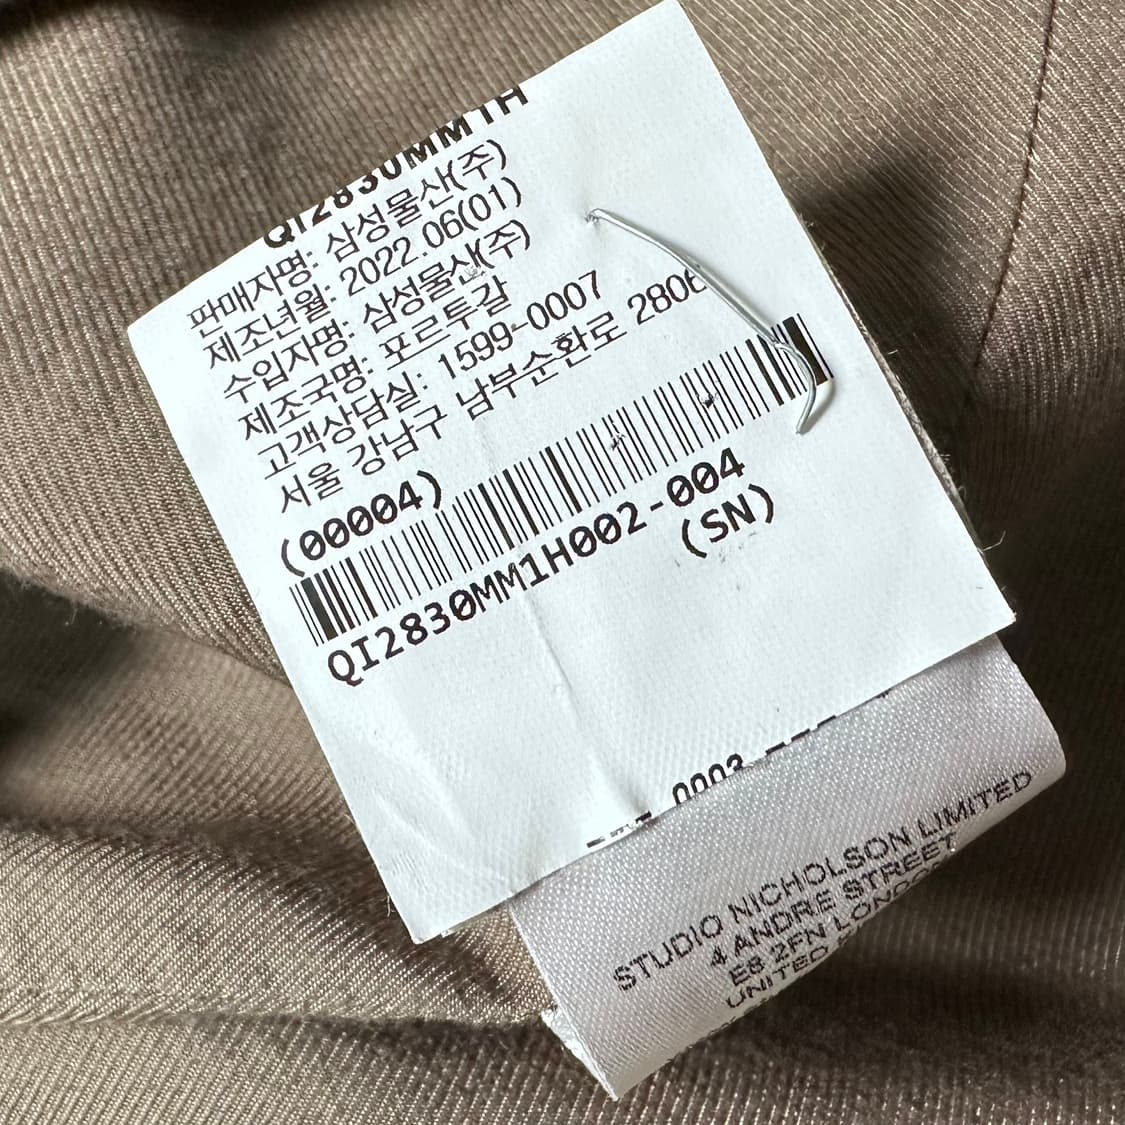 QI2830MM1H
판매자명: 삼성물산(주)
제조년월: 2022.06(01)
수입자명: 삼성물산(주)
제조국명: 포르투갈
고객상담실: 1599-0007
서울 강남구 남부순환로 2806
(00004)
QI2830MM1H002-004
(SN)
0003
STUDIO NICHOLSON LIMITED
4 ANDRE STREET
E8 2FN LONDON
UNITED